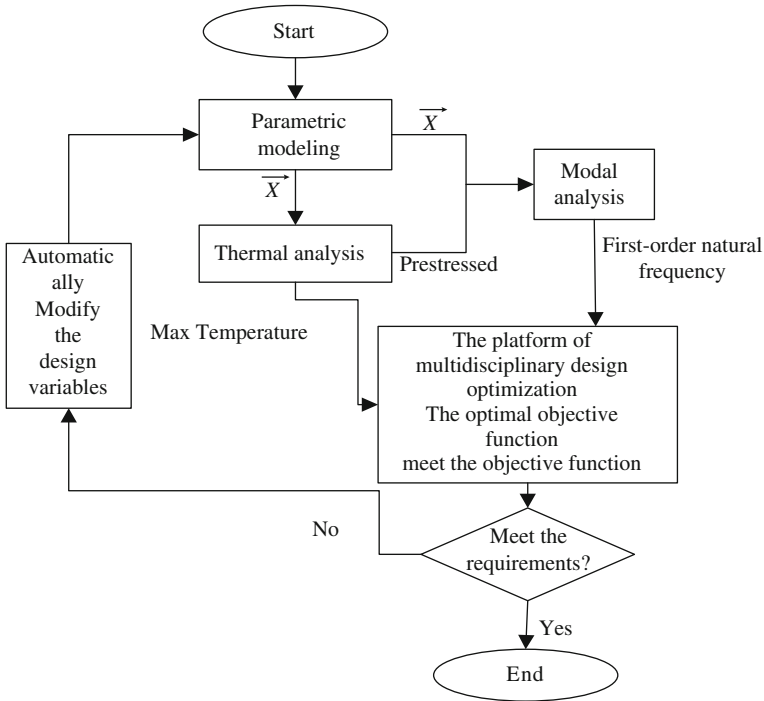 Start
Parametric
modeling
X
X
Modal
analysis
Thermal analysis
Prestressed
First-order natural
frequency
Automatic
ally
Modify
the
design
variables
Max Temperature
The platform of
multidisciplinary design
optimization
The optimal objective
function
meet the objective function
No
Meet the
requirements?
Yes
End